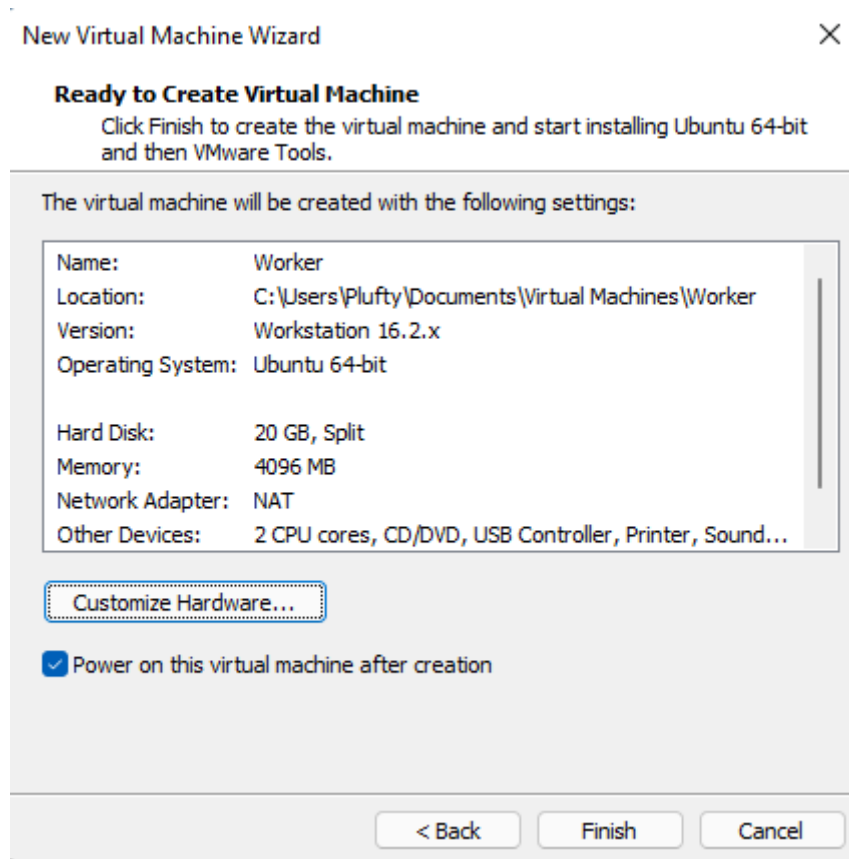 New Virtual Machine Wizard
Ready to Create Virtual Machine
Click Finish to create the virtual machine and start installing Ubuntu 64-bit
and then VMware Tools.
The virtual machine will be created with the following settings:
Name: Worker
Location: C:\Users\Plufty\Documents\Virtual Machines\Worker
Version: Workstation 16.2.x
Operating System: Ubuntu 64-bit
Hard Disk: 20 GB, Split
Memory: 4096 MB
Network Adapter: NAT
Other Devices: 2 CPU cores, CD/DVD, USB Controller, Printer, Sound...
Customize Hardware...
Power on this virtual machine after creation
< Back Finish Cancel